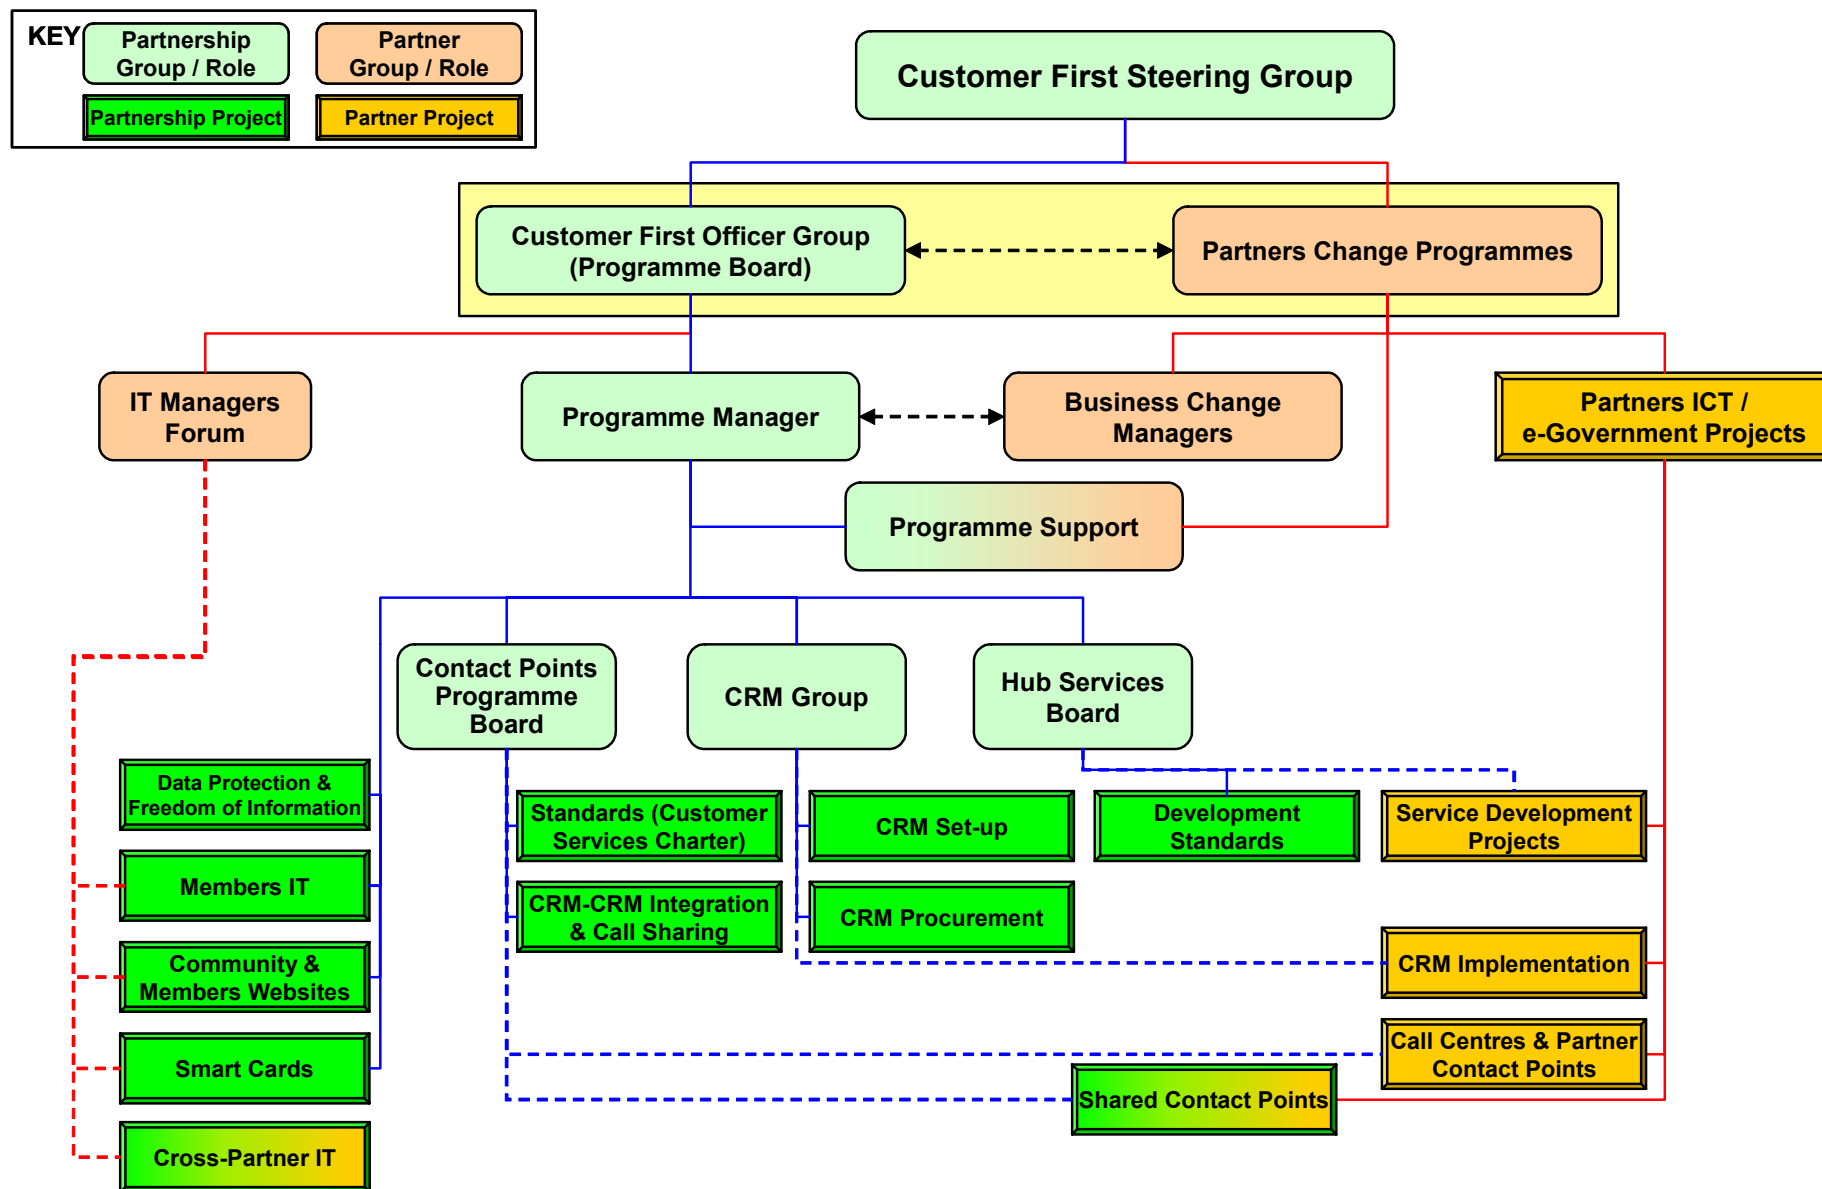 KEY
Partnership
Group / Role
Partner
Group / Role
Partnership Project
Partner Project
Customer First Steering Group
Customer First Officer Group
(Programme Board)
Partners Change Programmes
IT Managers
Forum
Programme Manager
Business Change
Managers
Partners ICT /
e-Government Projects
Programme Support
Contact Points
Programme
Board
CRM Group
Hub Services
Board
Data Protection &
Freedom of Information
Standards (Customer
Services Charter)
CRM Set-up
Development
Standards
Service Development
Projects
Members IT
CRM-CRM Integration
& Call Sharing
CRM Procurement
Community &
Members Websites
CRM Implementation
Smart Cards
Call Centres & Partner
Contact Points
Shared Contact Points
Cross-Partner IT